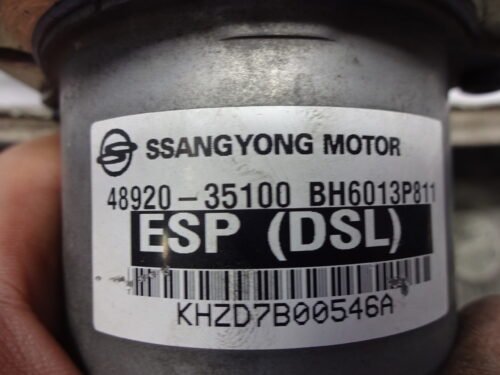 SSANGYONG MOTOR
48920-35100 BH6013P811
ESP (DSL)
KHZD7B00546A